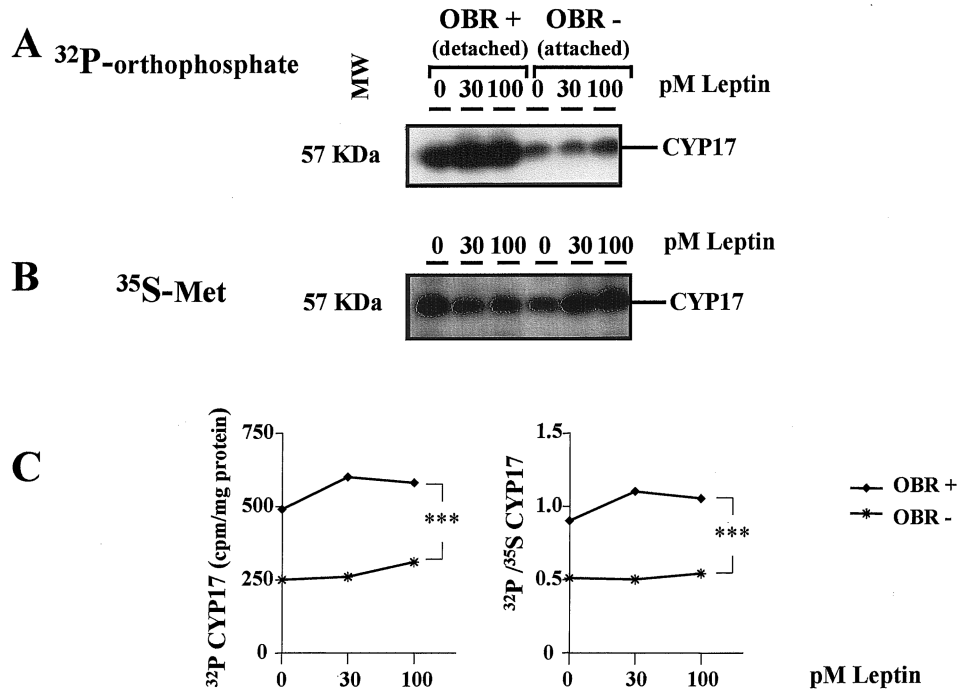 A
³²P-orthophosphate
MW
OBR + OBR -
(detached) (attached)
0 30 100 0 30 100 pM Leptin
57 KDa CYP17
B
³⁵S-Met
0 30 100 0 30 100 pM Leptin
57 KDa CYP17
C
³²P CYP17 (cpm/mg protein)
750
500
250
0
0 30 100
***
³²P /³⁵S CYP17
1.5
1.0
0.5
0
0 30 100
***
OBR +
OBR -
pM Leptin